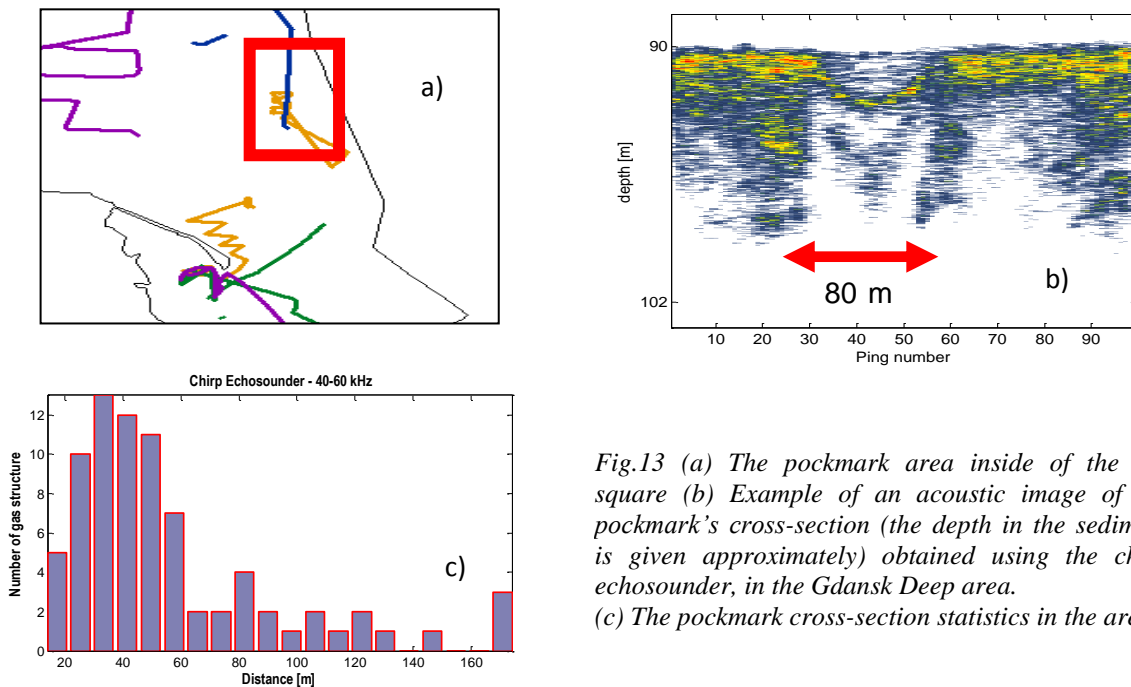 a)
90
depth [m]
102
80 m
b)
10 20 30 40 50 60 70 80 90
Ping number
Chirp Echosounder - 40-60 kHz
Number of gas structure
12
10
8
6
4
2
0
c)
20 40 60 80 100 120 140 160
Distance [m]
Fig.13 (a) The pockmark area inside of the
square (b) Example of an acoustic image of
pockmark's cross-section (the depth in the
is given approximately) obtained using the
echosounder, in the Gdansk Deep area.
(c) The pockmark cross-section statistics in the